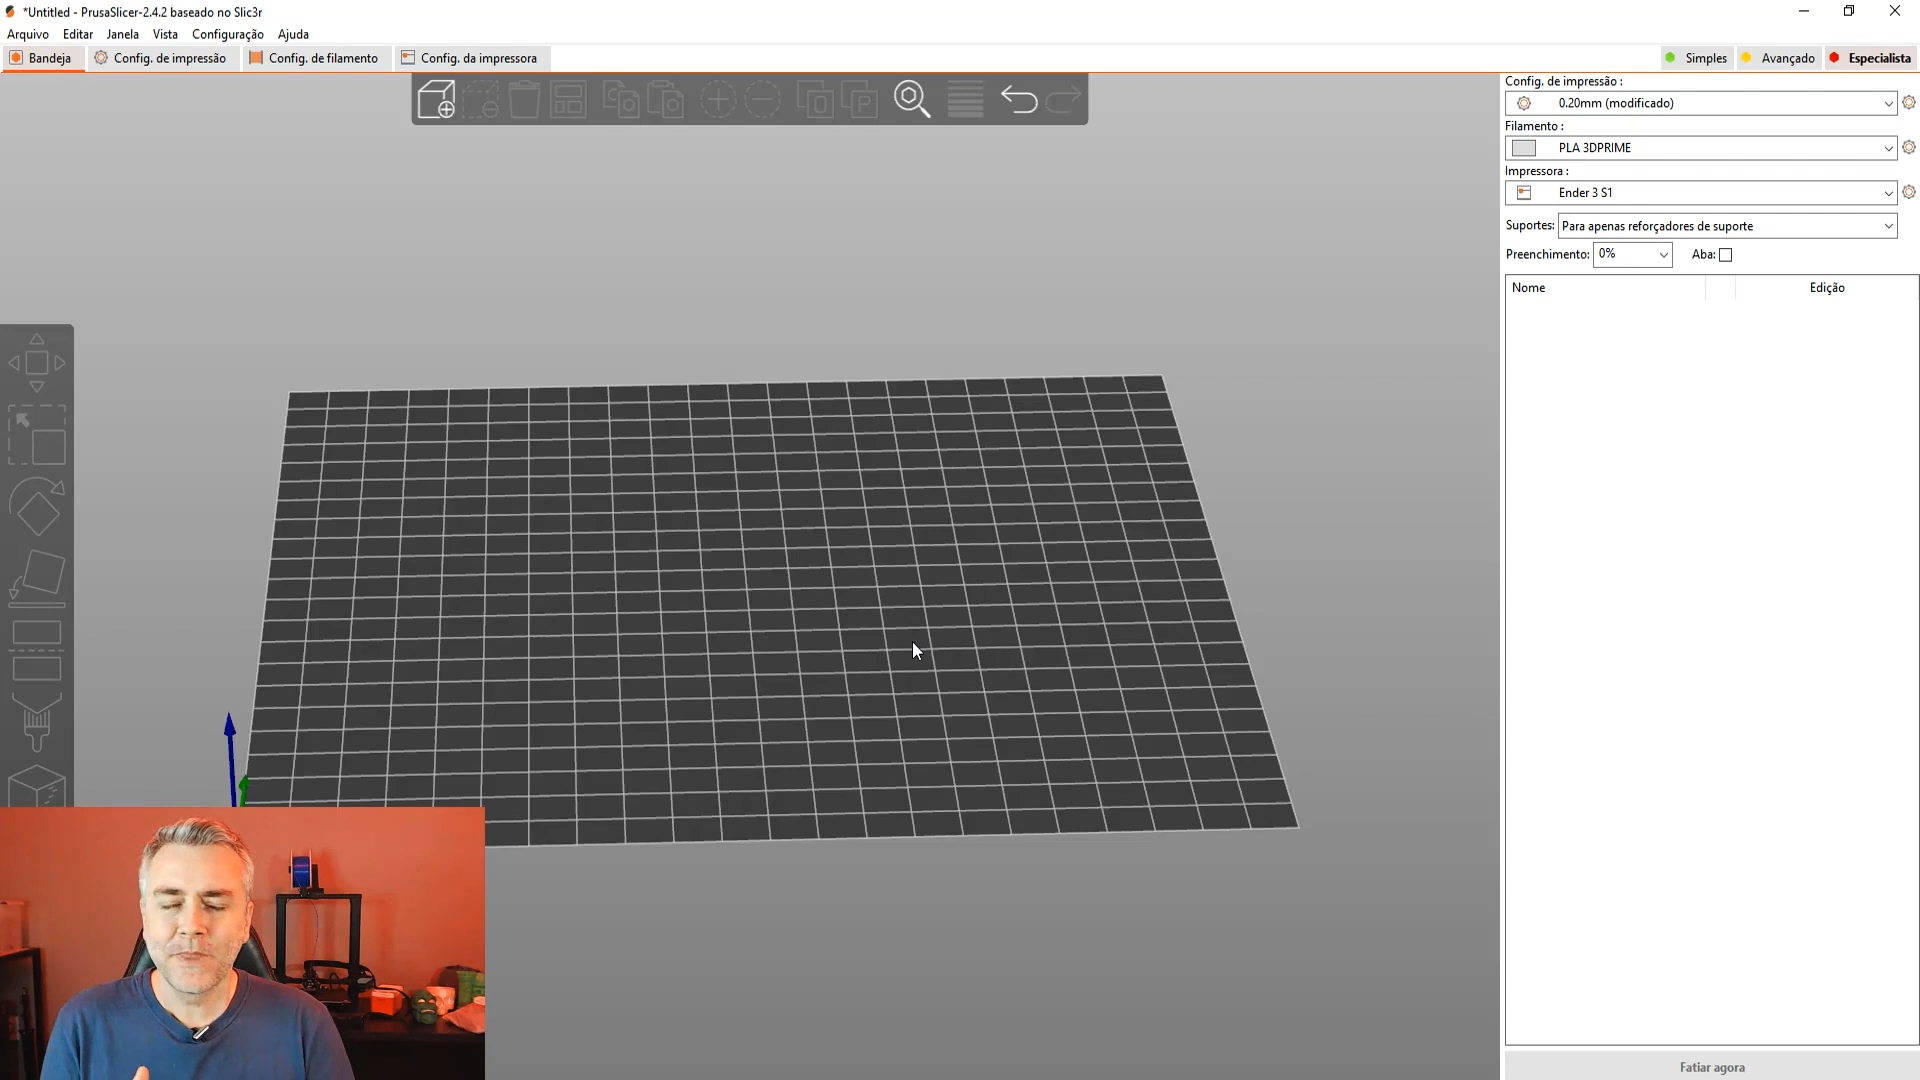 *Untitled - PrusaSlicer-2.4.2 baseado no Slic3r
Arquivo Editar Janela Vista Configuração Ajuda
Bandeja Config. de impressão Config. de filamento Config. da impressora Simples Avançado Especialista
Config. de impressão :
0.20mm (modificado)
Filamento :
PLA 3DPRIME
Impressora :
Ender 3 S1
Suportes: Para apenas reforçadores de suporte
Preenchimento: 0% Aba:
Nome Edição
Fatiar agora